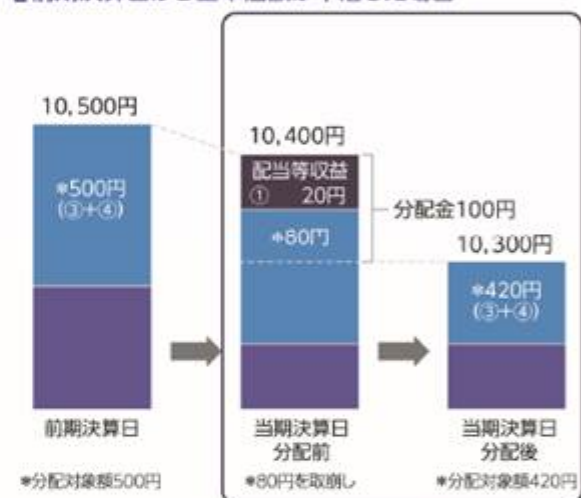 10,500円
10,400円
配当等収益
① 20円
*500円
(③+④)
分配金100円
*80円
10,300円
*420円
(③+④)
前期決算日
当期決算日
分配前
当期決算日
分配後
*分配対象額500円
*80円を取崩し
*分配対象額420円